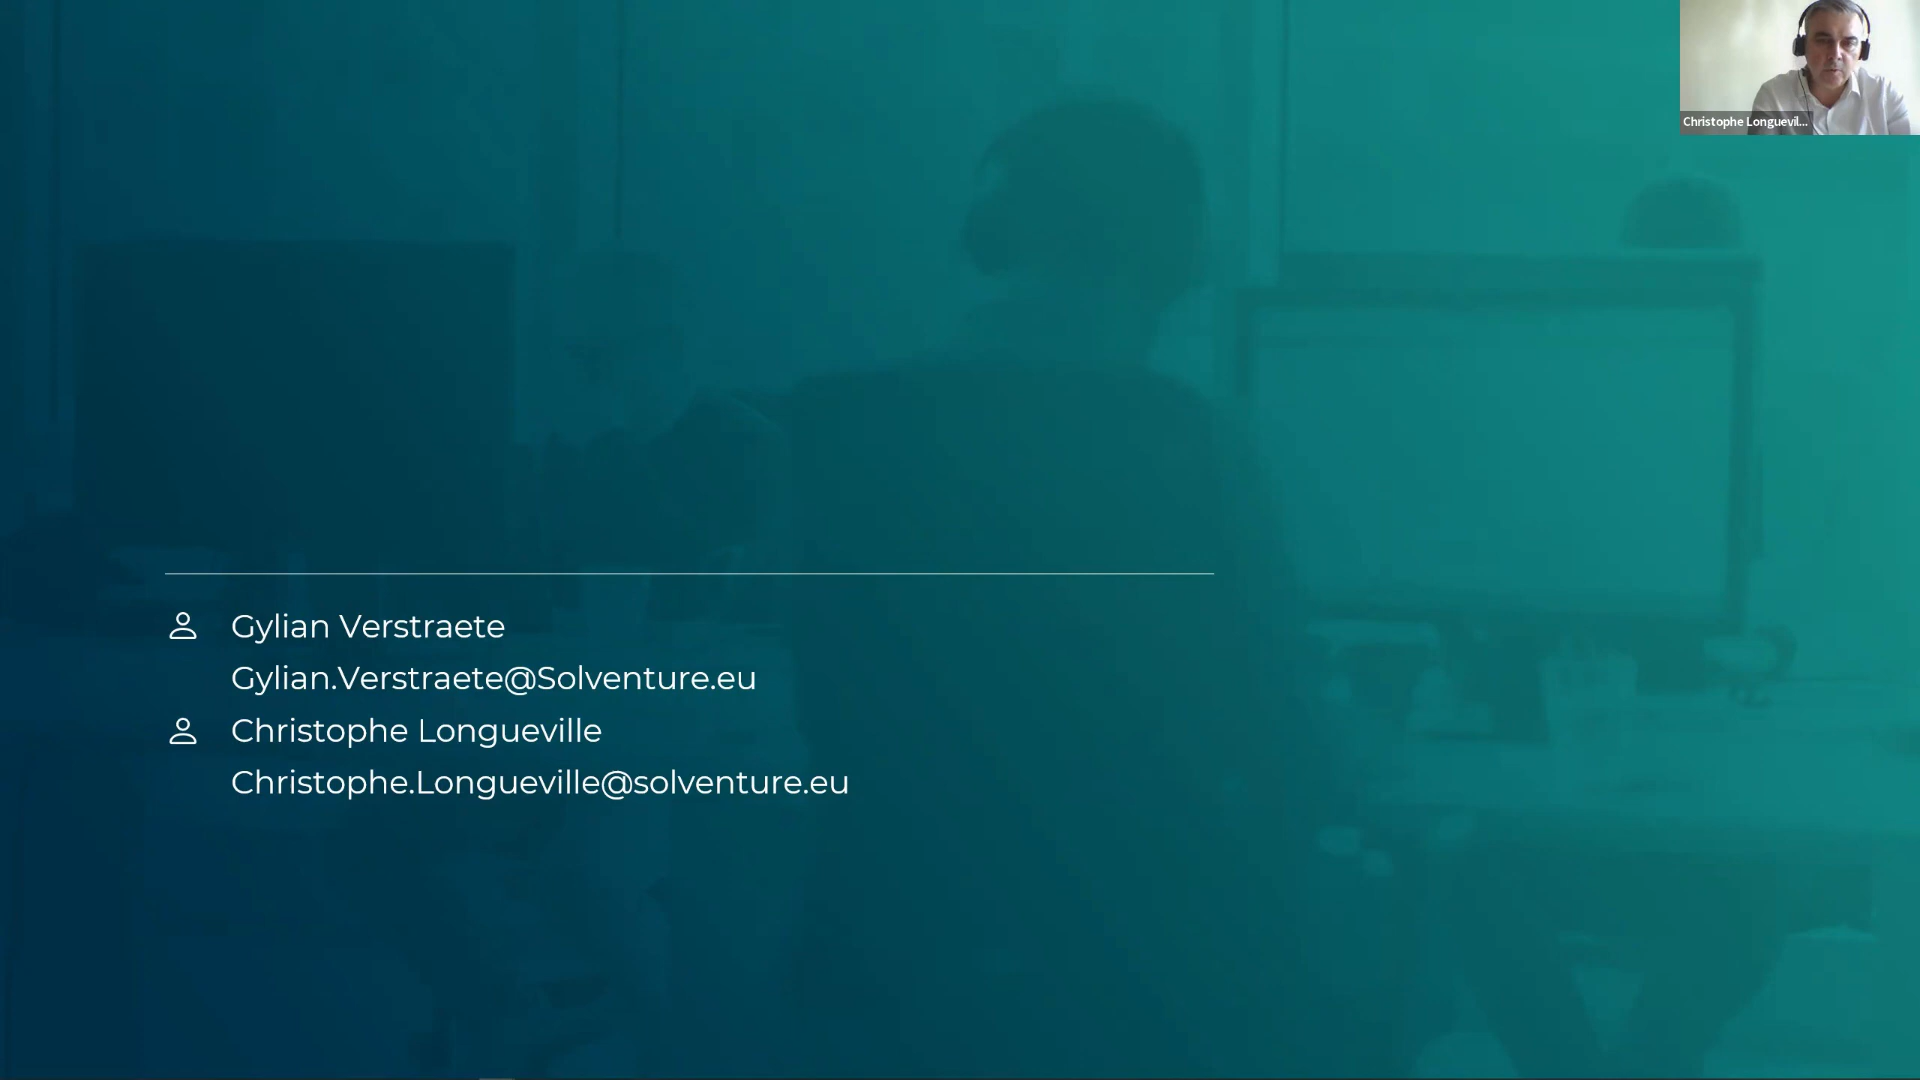 Christophe Longuevil...
Gylian Verstraete
Gylian.Verstraete@Solventure.eu
Christophe Longueville
Christophe.Longueville@solventure.eu